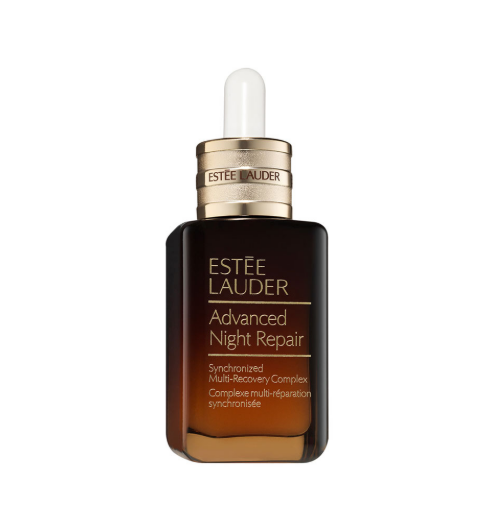 ESTĒE LAUDER
ESTĒE
LAUDER
Advanced
Night Repair
Synchronized
Multi-Recovery Complex
Complexe multi-réparation
synchronisée